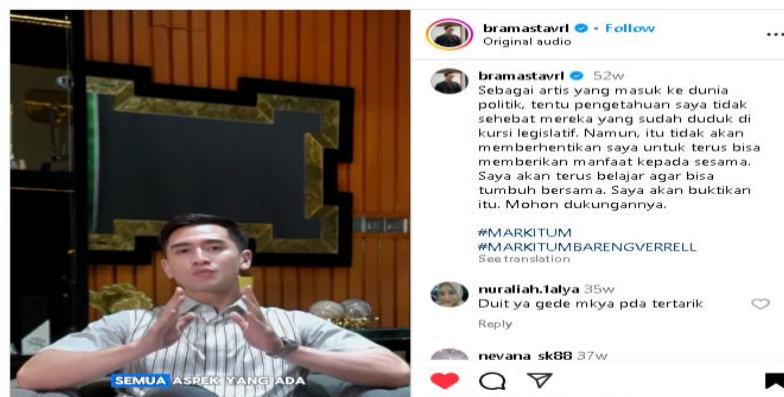 bramastavrl • Follow
Original audio
bramastavrl 52w
Sebagai artis yang masuk ke dunia
politik, tentu pengetahuan saya tidak
sehebat mereka yang sudah duduk di
kursi legislatif. Namun, itu tidak akan
memberhentikan saya untuk terus bisa
memberikan manfaat kepada sesama.
Saya akan terus belajar agar bisa
tumbuh bersama. Saya akan buktikan
itu. Mohon dukungannya.
#MARKITUM
#MARKITUMBARENGVERRELL
See translation
nuraliah.1alya 35w
Duit ya gede mkya pda tertarik
Reply
nevana_sk88 37w
SEMUA ASPEK YANG ADA